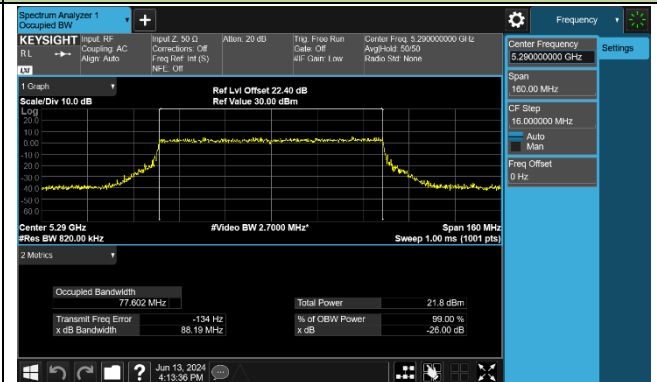 Spectrum Analyzer 1
Occupied BW
Frequency
KEYSIGHT
Input: RF
Input Z: 50 Ω
Atten: 20 dB
Trig: Free Run
Center Freq: 5.290000000 GHz
RL
Coupling: AC
Corrections: Off
Gate: Off
Avg|Hold: 50/50
Align: Auto
Freq Ref: Int (S)
#IF Gain: Low
Radio Std: None
LXI
NFE: Off
Center Frequency
5.290000000 GHz
Settings
Span
160.00 MHz
CF Step
16.000000 MHz
Auto
Man
Freq Offset
0 Hz
1 Graph
Ref Lvl Offset 22.40 dB
Scale/Div 10.0 dB
Ref Value 30.00 dBm
Log
20.0
10.0
0.00
-10.0
-20.0
-30.0
-40.0
-50.0
-60.0
Center 5.29 GHz
#Video BW 2.7000 MHz*
Span 160 MHz
#Res BW 820.00 kHz
Sweep 1.00 ms (1001 pts)
2 Metrics
Occupied Bandwidth
77.602 MHz
Total Power
21.8 dBm
Transmit Freq Error
-134 Hz
% of OBW Power
99.00 %
x dB Bandwidth
88.19 MHz
x dB
-26.00 dB
?
Jun 13, 2024
4:13:36 PM